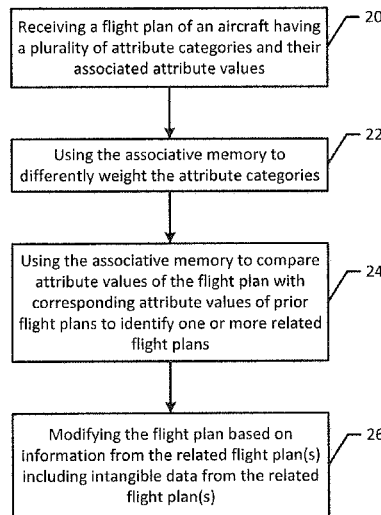 Receiving a flight plan of an aircraft having
a plurality of attribute categories and their
associated attribute values
20
Using the associative memory to
differently weight the attribute categories
22
Using the associative memory to compare
attribute values of the flight plan with
corresponding attribute values of prior
flight plans to identify one or more related
flight plans
24
Modifying the flight plan based on
information from the related flight plan(s)
including intangible data from the related
flight plan(s)
26